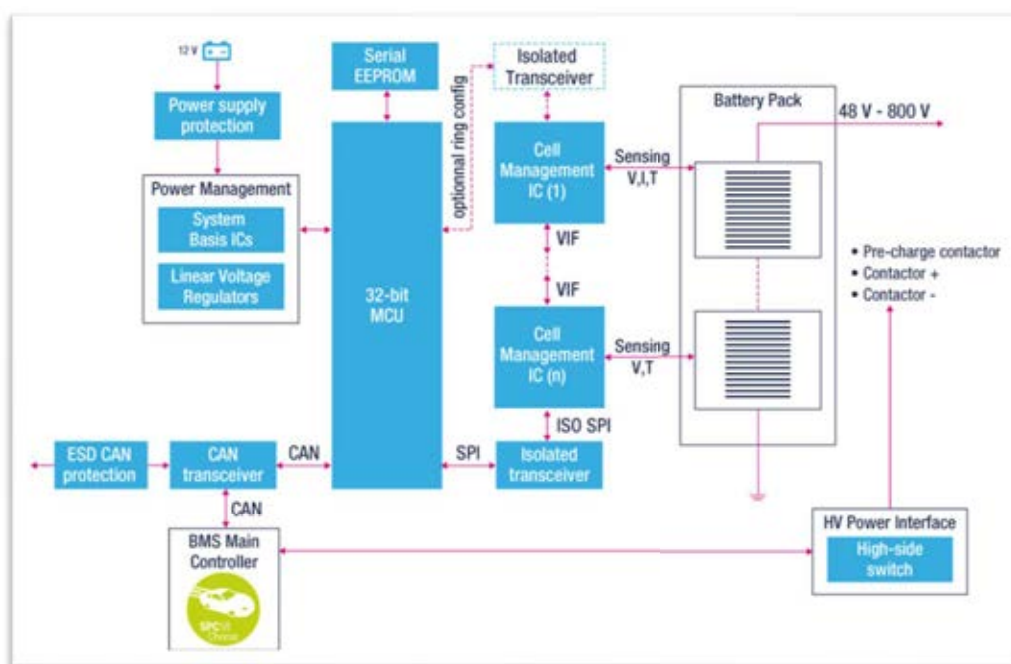 12 V
Power supply
protection
Power Management
System
Basis ICs
Linear Voltage
Regulators
Serial
EEPROM
32-bit
MCU
optionnal ring config
Isolated
Transceiver
Cell
Management
IC (1)
VIF
VIF
Cell
Management
IC (n)
ISO SPI
Isolated
transceiver
SPI
Sensing
V,I,T
Sensing
V,T
Battery Pack
48 V - 800 V
• Pre-charge contactor
• Contactor +
• Contactor -
ESD CAN
protection
CAN
transceiver
CAN
CAN
BMS Main
Controller
SPC58
Chorus
HV Power Interface
High-side
switch